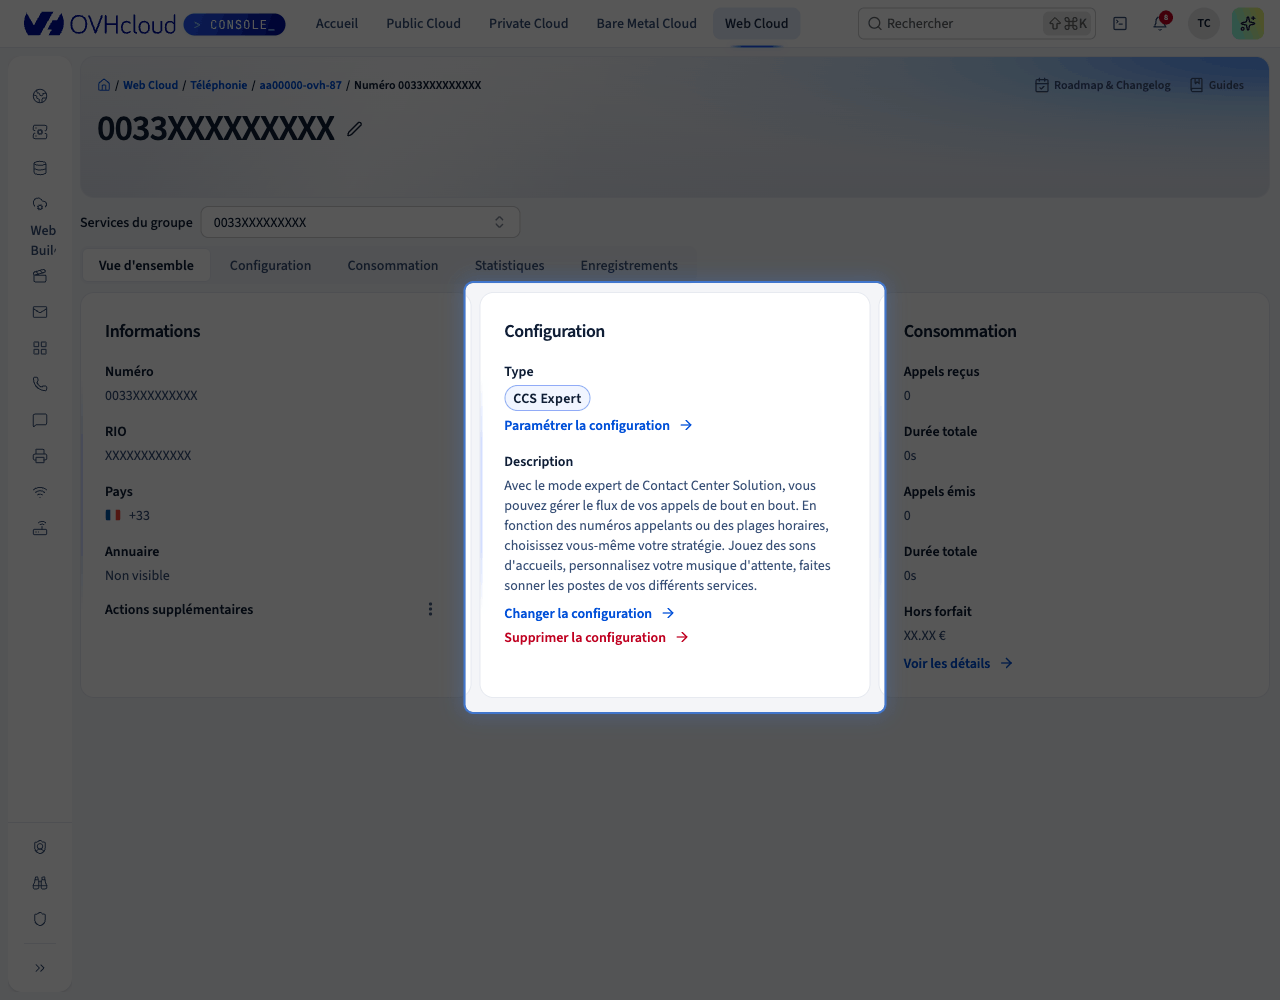 OVHcloud
> CONSOLE_
Accueil
Public Cloud
Private Cloud
Bare Metal Cloud
Web Cloud
Rechercher
⇧⌘K
6
TC
/ Web Cloud / Téléphonie / aa00000-ovh-87 / Numéro 0033XXXXXXXXX
Roadmap & Changelog
Guides
0033XXXXXXXXX
Services du groupe
0033XXXXXXXXX
Web
Vue d'ensemble
Configuration
Consommation
Statistiques
Enregistrements
Informations
Numéro
0033XXXXXXXXX
RIO
XXXXXXXXXXXX
Pays
+33
Annuaire
Non visible
Actions supplémentaires
Configuration
Type
CCS Expert
Paramétrer la configuration
Description
Avec le mode expert de Contact Center Solution, vous
pouvez gérer le flux de vos appels de bout en bout. En
fonction des numéros appelants ou des plages horaires,
choisissez vous-même votre stratégie. Jouez des sons
d'accueils, personnalisez votre musique d'attente, faites
sonner les postes de vos différents services.
Changer la configuration
Supprimer la configuration
Consommation
Appels reçus
0
Durée totale
0s
Appels émis
0
Durée totale
0s
Hors forfait
XX.XX €
Voir les détails